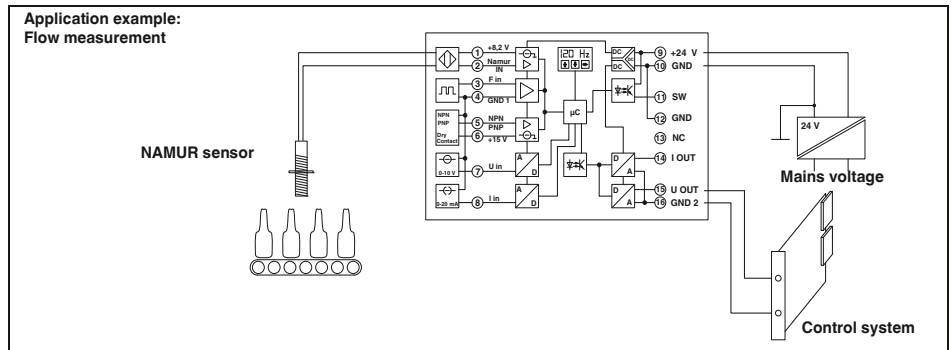 Application example:
Flow measurement
NAMUR sensor
1 +8,2 V
2 Namur
IN
3 F in
4 GND 1
NPN
PNP
Dry
Contact
5 NPN
PNP
6 +15 V
0-10 V
7 U in
0-20 mA
8 I in
A
D
A
D
120 Hz
µC
DC
DC
DC
D
A
D
A
9 +24 V
10 GND
11 SW
12 GND
13 NC
14 I OUT
15 U OUT
16 GND 2
24 V
Mains voltage
Control system